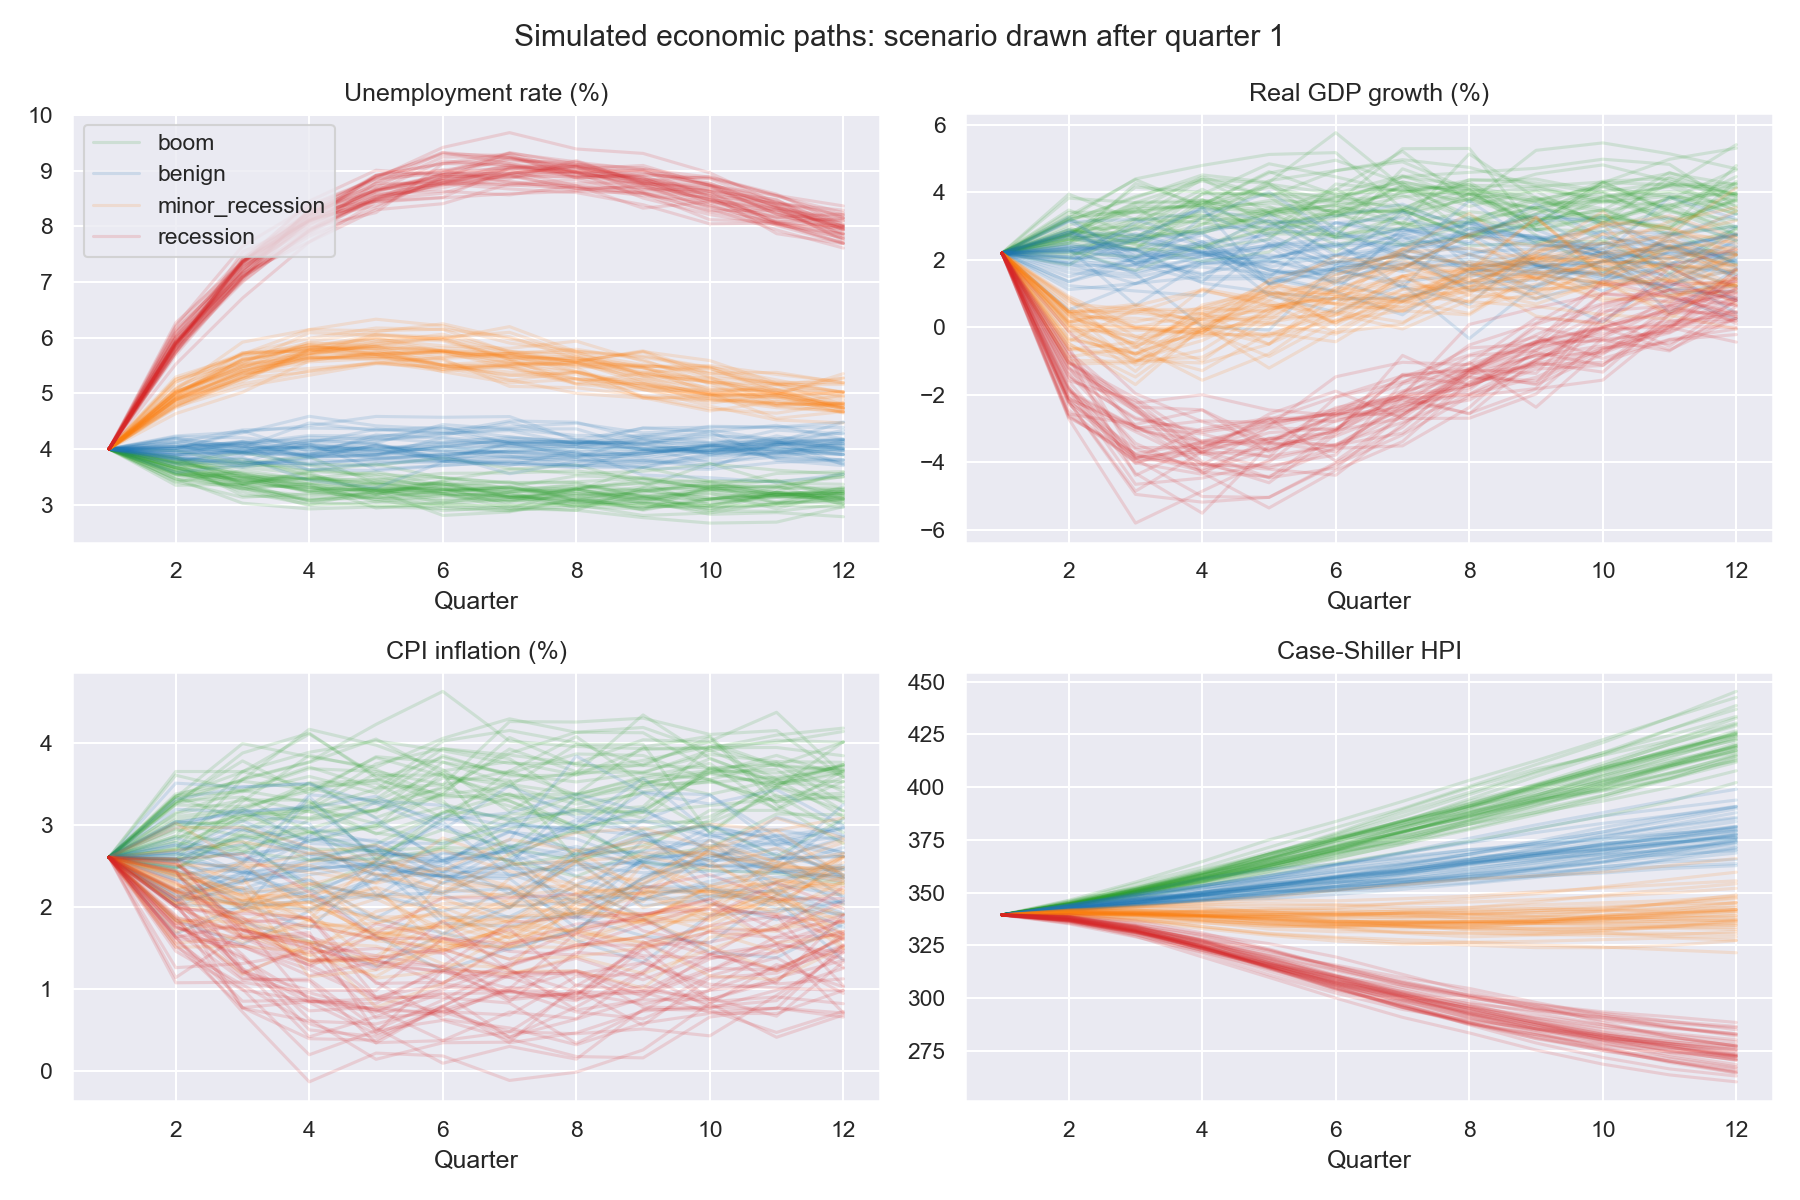 Simulated economic paths: scenario drawn after quarter 1
Unemployment rate (%)
10
9
8
7
6
5
4
3
boom
benign
minor_recession
recession
2 4 6 8 10 12
Quarter
Real GDP growth (%)
6
4
2
0
−2
−4
−6
2 4 6 8 10 12
Quarter
CPI inflation (%)
4
3
2
1
0
2 4 6 8 10 12
Quarter
Case-Shiller HPI
450
425
400
375
350
325
300
275
2 4 6 8 10 12
Quarter